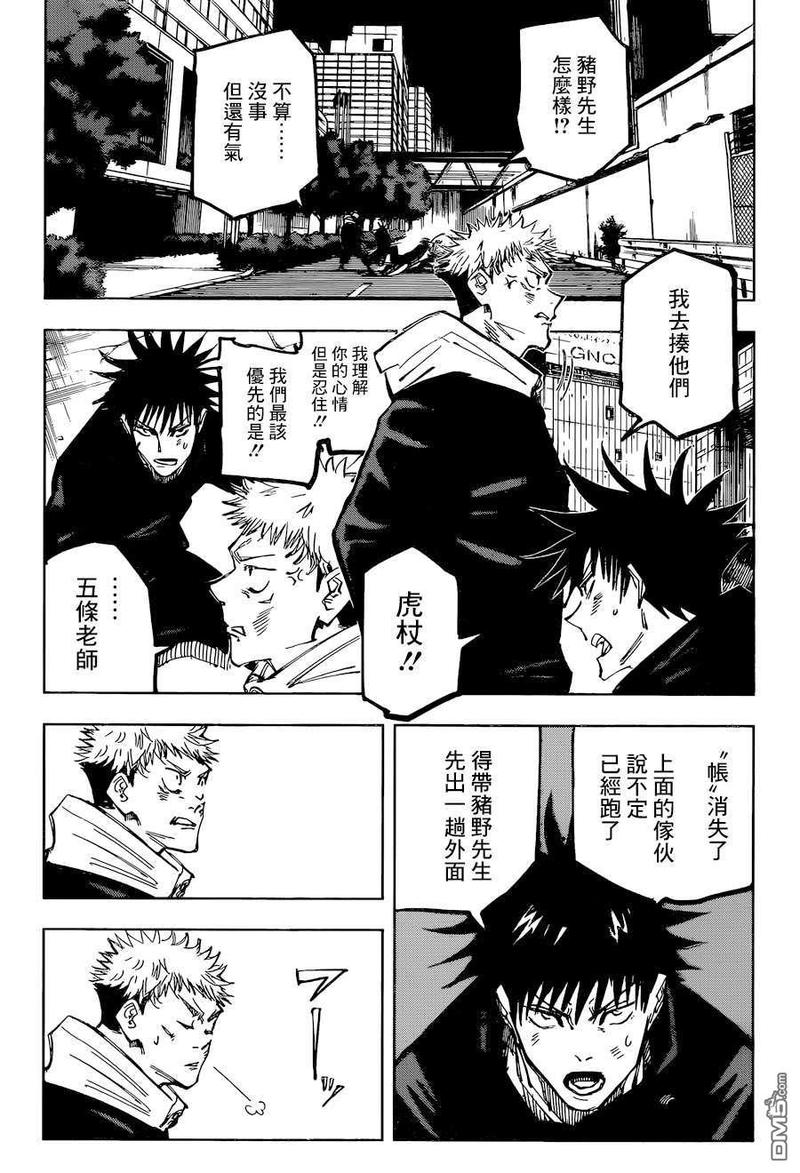 豬野先生
怎麼樣!?
不算……
沒事
但還有氣
我去揍他們
GNC
虎杖!!
我理解
你的心情
但是忍住!!
我們最該
優先的是!!
……
五條老師
〝帳〞消失了
上面的傢伙
說不定
已經跑了
得帶豬野先生
先出一趟外面
フーッ
DM5.com